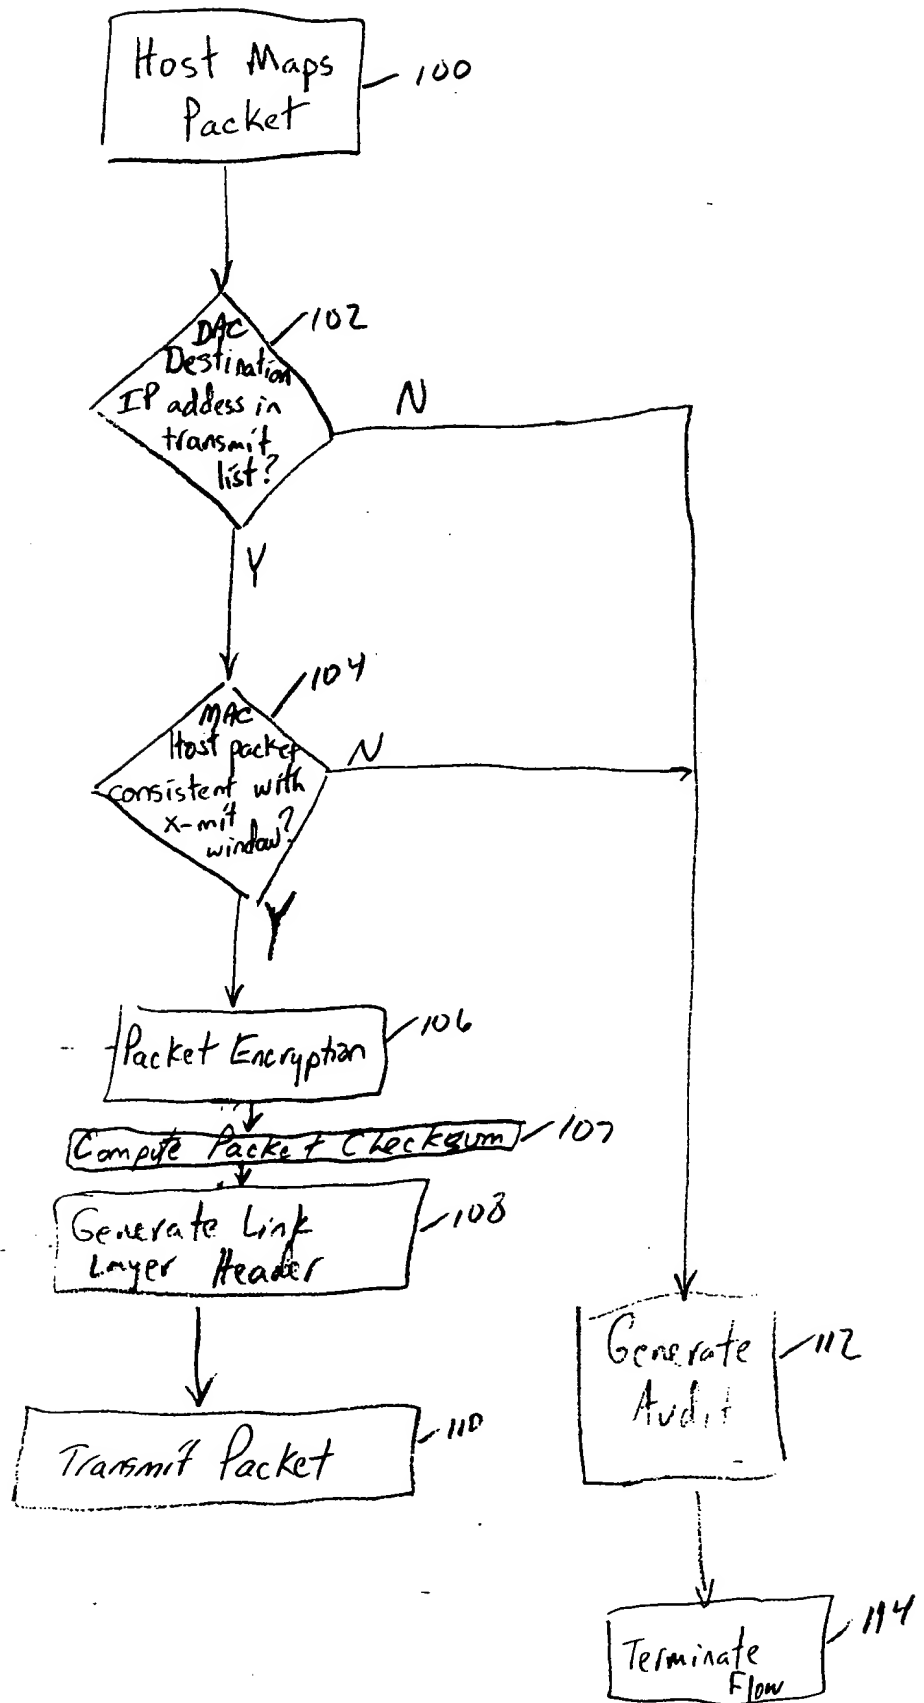 Host Maps
Packet
100
102
DAC
Destination
IP addess in
transmit
list?
N
Y
104
MAC
Host packet
consistent with
x-mit
window?
N
Y
Packet Encryption
106
Compute Packet Checksum
107
Generate Link
Layer Header
108
Transmit Packet
110
Generate
Audit
112
Terminate
Flow
114